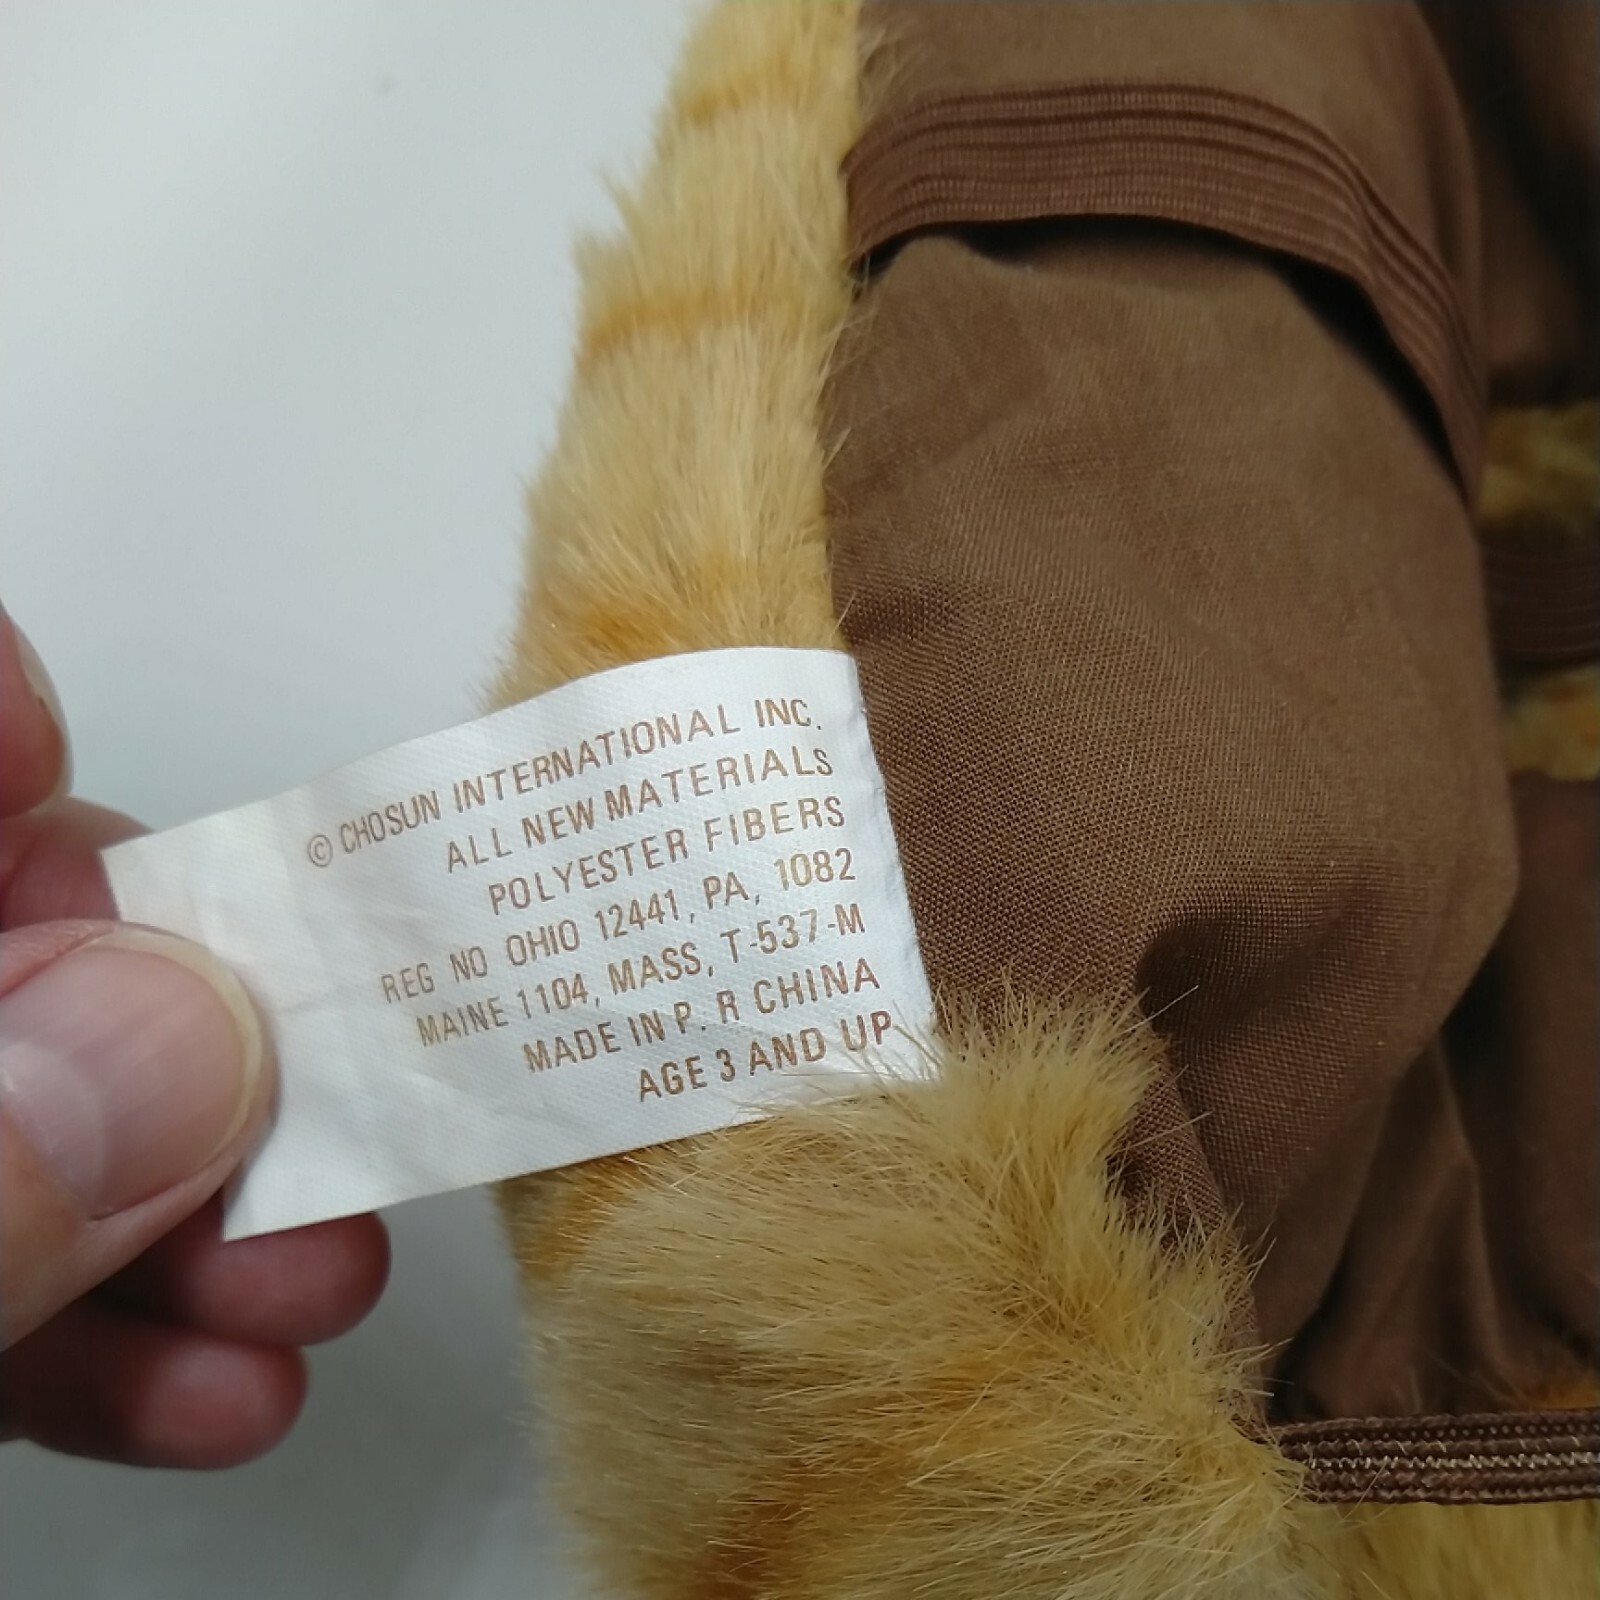 © CHOSUN INTERNATIONAL INC.
ALL NEW MATERIALS
POLYESTER FIBERS
REG NO OHIO 12441, PA, 1082
MAINE 1104, MASS, T-537-M
MADE IN P. R CHINA
AGE 3 AND UP